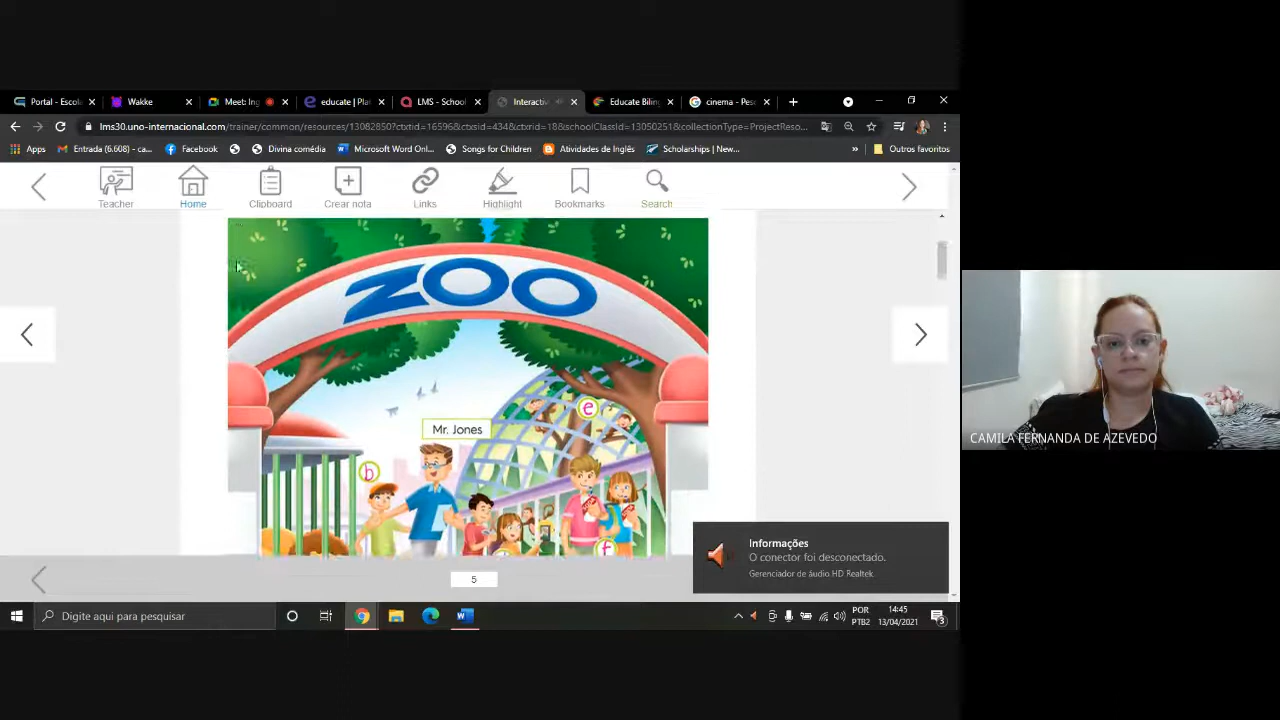 Portal - Escol
Wakke
Meet: Ing
educate | Pla
LMS - School
Interactiv
Educate Biling
cinema - Pesq
lms30.uno-internacional.com/trainer/common/resources/13082850?ctxtid=16596&ctxsid=434&ctxrid=18&schoolClassId=13050251&collectionType=ProjectReso...
Apps
Entrada (6.608) - ca...
Facebook
Divina comédia
Microsoft Word Onl...
Songs for Children
Atividades de Inglês
Scholarships | New...
»
Outros favoritos
Teacher
Home
Clipboard
Crear nota
Links
Highlight
Bookmarks
Search
ZOO
e
Mr. Jones
b
f
Informações
O conector foi desconectado.
Gerenciador de áudio HD Realtek
5
CAMILA FERNANDA DE AZEVEDO
Digite aqui para pesquisar
POR
PTB2
14:45
13/04/2021
3